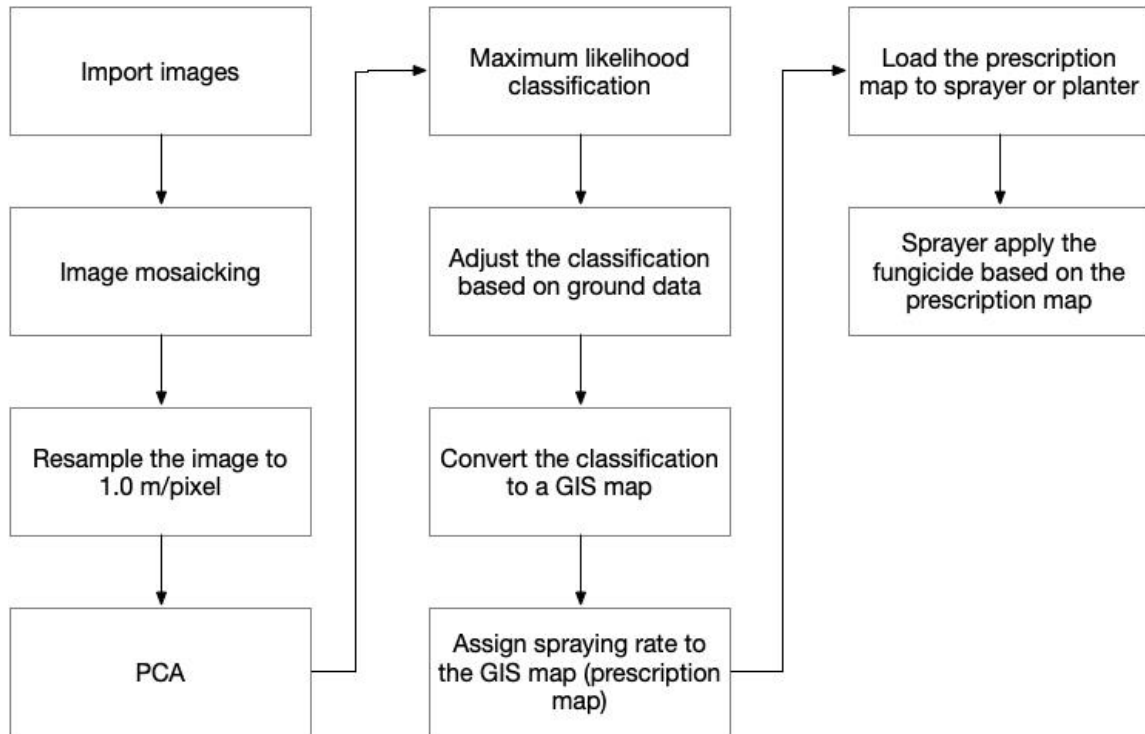 Import images
Image mosaicking
Resample the image to
1.0 m/pixel
PCA
Maximum likelihood
classification
Adjust the classification
based on ground data
Convert the classification
to a GIS map
Assign spraying rate to
the GIS map (prescription
map)
Load the prescription
map to sprayer or planter
Sprayer apply the
fungicide based on the
prescription map